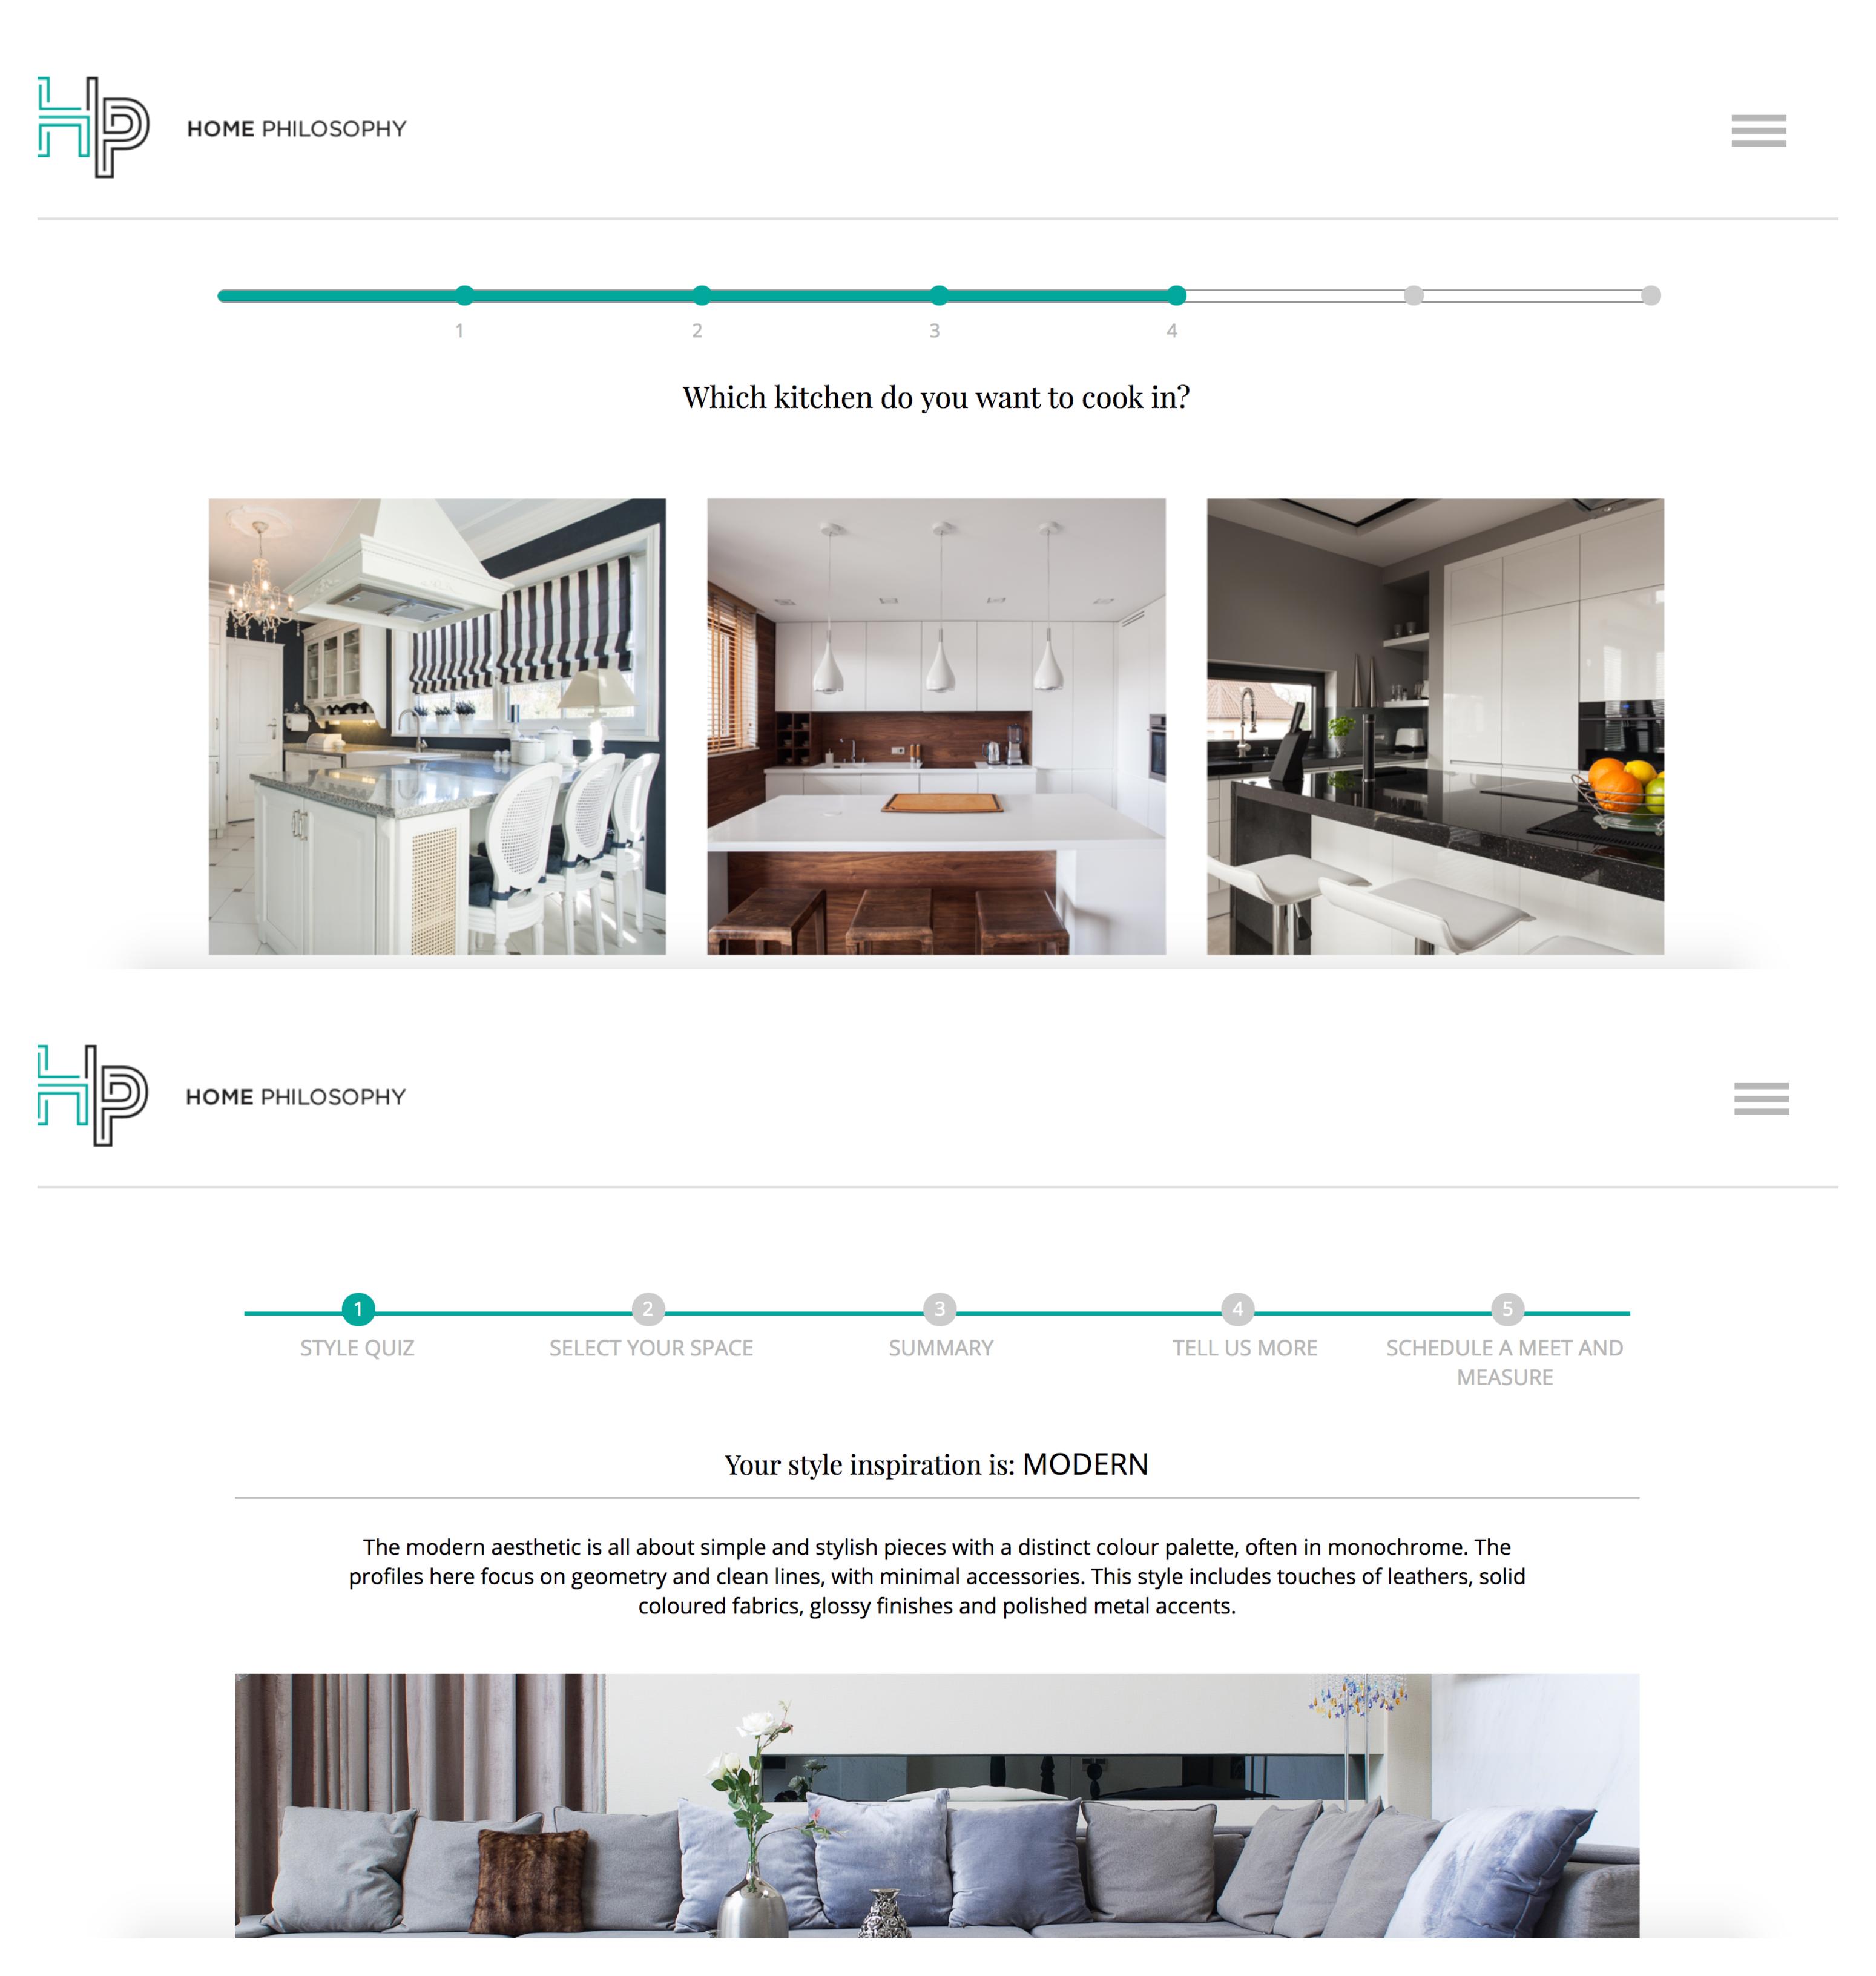 HP
HOME PHILOSOPHY
1 2 3 4
Which kitchen do you want to cook in?
HP
HOME PHILOSOPHY
1 2 3 4 5
STYLE QUIZ SELECT YOUR SPACE SUMMARY TELL US MORE SCHEDULE A MEET AND
MEASURE
Your style inspiration is: MODERN
The modern aesthetic is all about simple and stylish pieces with a distinct colour palette, often in monochrome. The
profiles here focus on geometry and clean lines, with minimal accessories. This style includes touches of leathers, solid
coloured fabrics, glossy finishes and polished metal accents.